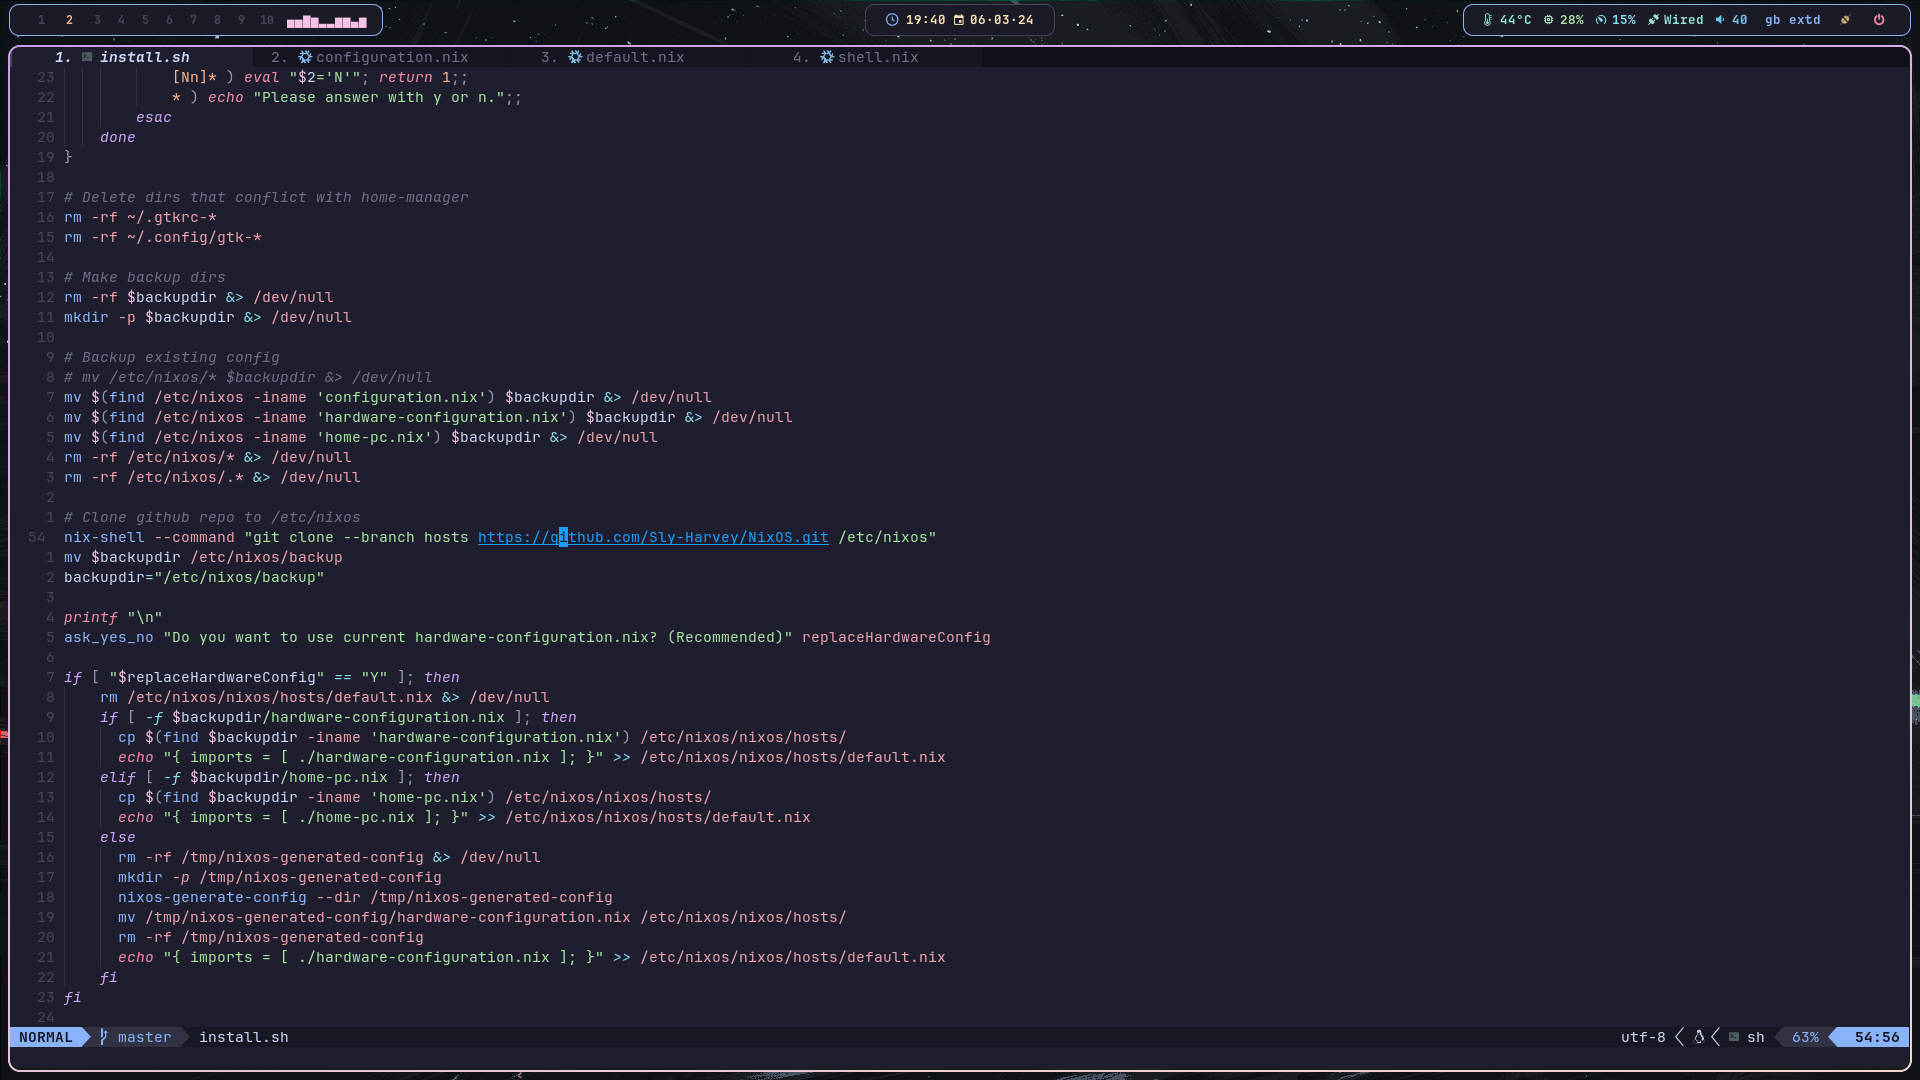 1 2 3 4 5 6 7 8 9 10
19:40 06·03·24
44°C 28% 15% Wired 40 gb extd
1. install.sh 2. configuration.nix 3. default.nix 4. shell.nix
23 [Nn]* ) eval "$2='N'"; return 1;;
22 * ) echo "Please answer with y or n.";;
21 esac
20 done
19 }
18
17 # Delete dirs that conflict with home-manager
16 rm -rf ~/.gtkrc-*
15 rm -rf ~/.config/gtk-*
14
13 # Make backup dirs
12 rm -rf $backupdir &> /dev/null
11 mkdir -p $backupdir &> /dev/null
10
9 # Backup existing config
8 # mv /etc/nixos/* $backupdir &> /dev/null
7 mv $(find /etc/nixos -iname 'configuration.nix') $backupdir &> /dev/null
6 mv $(find /etc/nixos -iname 'hardware-configuration.nix') $backupdir &> /dev/null
5 mv $(find /etc/nixos -iname 'home-pc.nix') $backupdir &> /dev/null
4 rm -rf /etc/nixos/* &> /dev/null
3 rm -rf /etc/nixos/.* &> /dev/null
2
1 # Clone github repo to /etc/nixos
54 nix-shell --command "git clone --branch hosts https://github.com/Sly-Harvey/NixOS.git /etc/nixos"
1 mv $backupdir /etc/nixos/backup
2 backupdir="/etc/nixos/backup"
3
4 printf "\n"
5 ask_yes_no "Do you want to use current hardware-configuration.nix? (Recommended)" replaceHardwareConfig
6
7 if [ "$replaceHardwareConfig" == "Y" ]; then
8 rm /etc/nixos/nixos/hosts/default.nix &> /dev/null
9 if [ -f $backupdir/hardware-configuration.nix ]; then
10 cp $(find $backupdir -iname 'hardware-configuration.nix') /etc/nixos/nixos/hosts/
11 echo "{ imports = [ ./hardware-configuration.nix ]; }" >> /etc/nixos/nixos/hosts/default.nix
12 elif [ -f $backupdir/home-pc.nix ]; then
13 cp $(find $backupdir -iname 'home-pc.nix') /etc/nixos/nixos/hosts/
14 echo "{ imports = [ ./home-pc.nix ]; }" >> /etc/nixos/nixos/hosts/default.nix
15 else
16 rm -rf /tmp/nixos-generated-config &> /dev/null
17 mkdir -p /tmp/nixos-generated-config
18 nixos-generate-config --dir /tmp/nixos-generated-config
19 mv /tmp/nixos-generated-config/hardware-configuration.nix /etc/nixos/nixos/hosts/
20 rm -rf /tmp/nixos-generated-config
21 echo "{ imports = [ ./hardware-configuration.nix ]; }" >> /etc/nixos/nixos/hosts/default.nix
22 fi
23 fi
24
NORMAL master install.sh utf-8 sh 63% 54:56